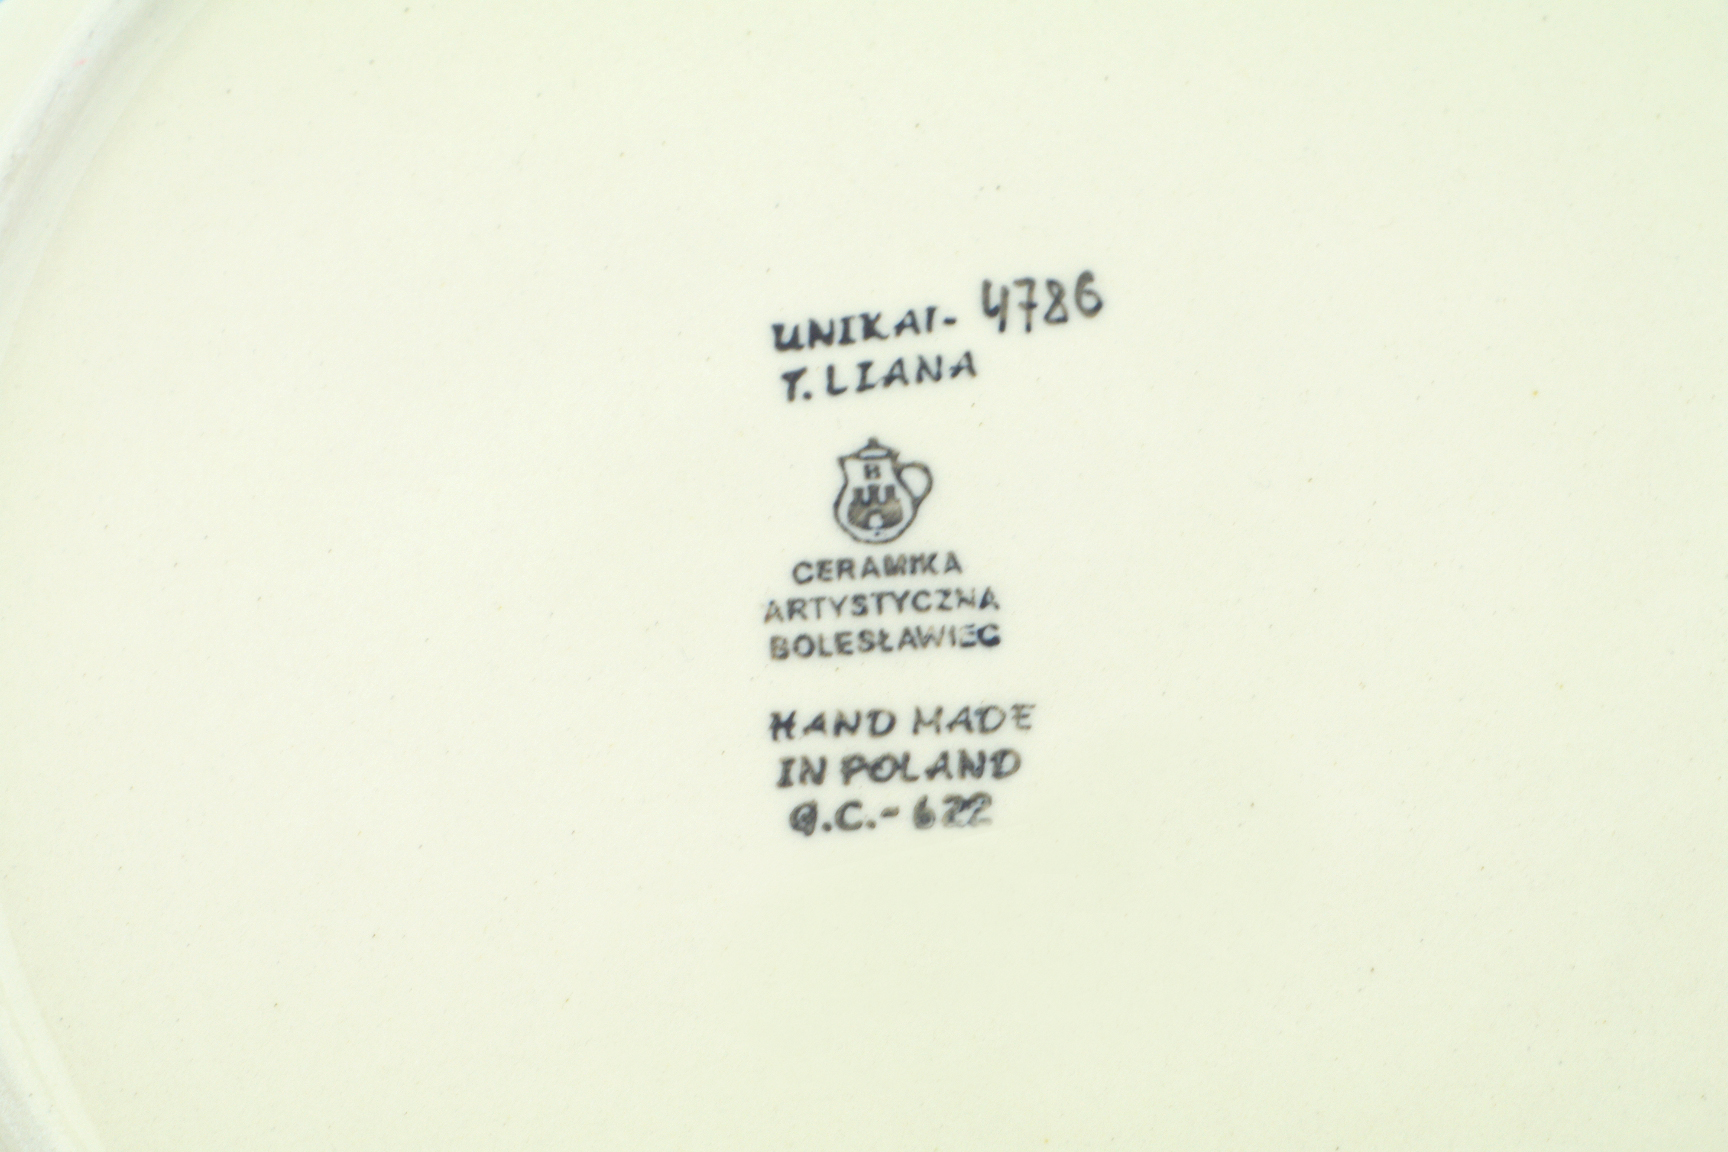 UNIKAT- 4786
T. LIANA
B
CERAMIKA
ARTYSTYCZNA
BOLESŁAWIEC
HAND MADE
IN POLAND
Q.C.- 622